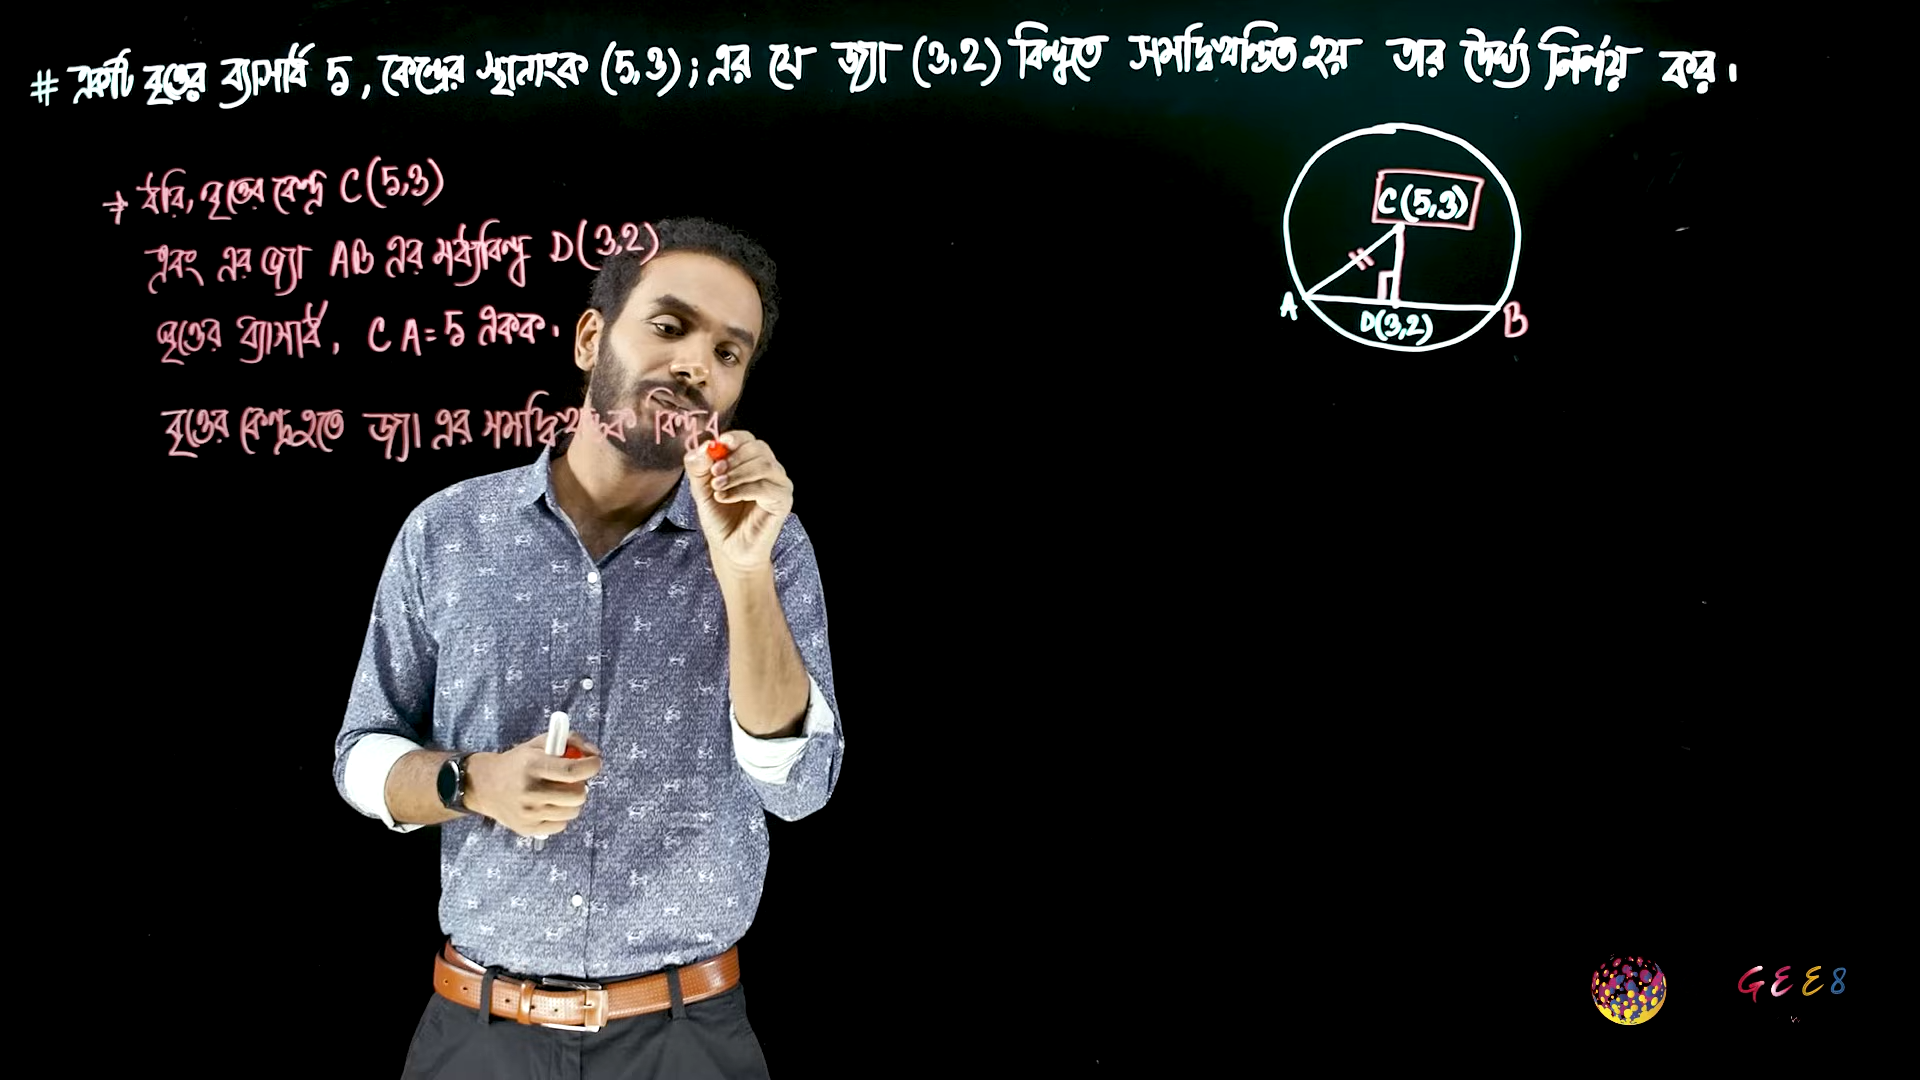 # একটি বৃত্তের ব্যাসার্ধ 5, কেন্দ্রের স্থানাংক (5,3); এর যে জ্যা (3,2) বিন্দুতে সমদ্বিখণ্ডিত হয় তার দৈর্ঘ্য নির্ণয় কর।
→ ধরি, বৃত্তের কেন্দ্র C(5,3)
এবং এর জ্যা AB এর মধ্যবিন্দু D(3,2)
বৃত্তের ব্যাসার্ধ, CA=5 একক।
বৃত্তের কেন্দ্র হতে জ্যা এর সমদ্বিখণ্ডক বিন্দুর
C(5,3)
A
B
D(3,2)
GEE8